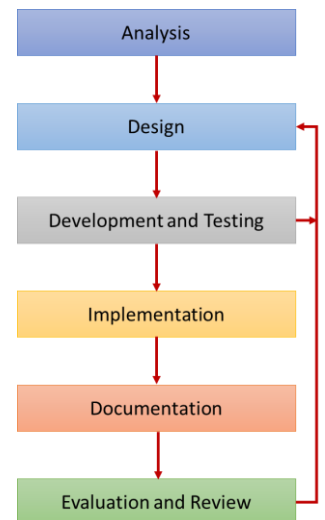 Analysis
Design
Development and Testing
Implementation
Documentation
Evaluation and Review